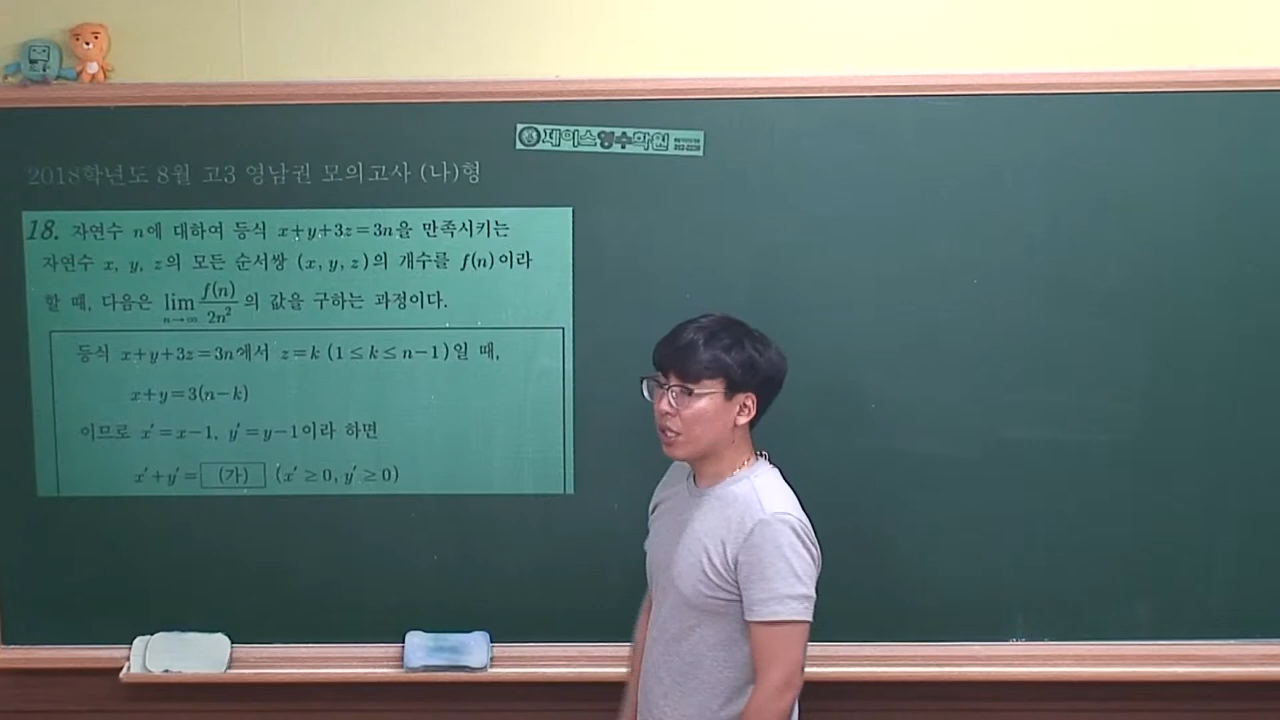 제이스영수학원
2018학년도 8월 고3 영남권 모의고사 (나)형
18. 자연수 n에 대하여 등식 x+y+3z=3n을 만족시키는
자연수 x, y, z의 모든 순서쌍 (x, y, z)의 개수를 f(n)이라
할 때, 다음은 lim n→∞ f(n)/2n² 의 값을 구하는 과정이다.
등식 x+y+3z=3n에서 z=k (1≤k≤n-1)일 때,
x+y=3(n-k)
이므로 x′=x-1, y′=y-1이라 하면
x′+y′= (가) (x′≥0, y′≥0)